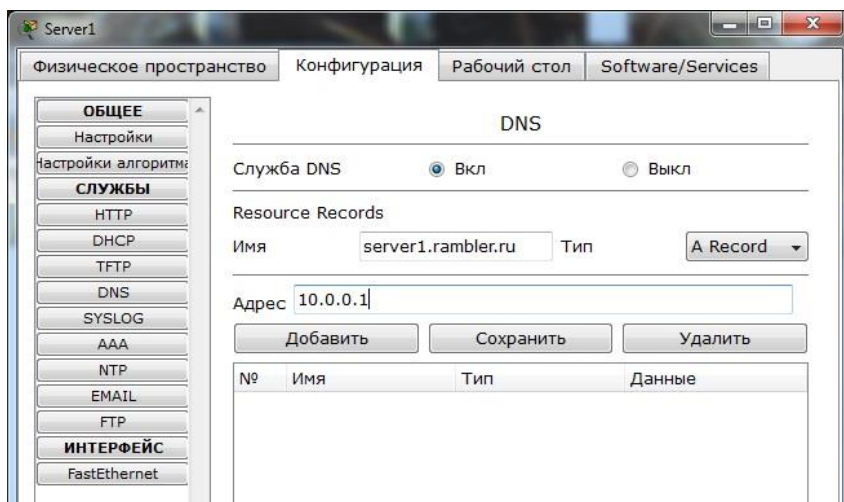 Server1
Физическое пространство Конфигурация Рабочий стол Software/Services
ОБЩЕЕ
Настройки
Настройки алгоритма
СЛУЖБЫ
HTTP
DHCP
TFTP
DNS
SYSLOG
AAA
NTP
EMAIL
FTP
ИНТЕРФЕЙС
FastEthernet
DNS
Служба DNS Вкл Выкл
Resource Records
Имя server1.rambler.ru Тип A Record
Адрес 10.0.0.1
Добавить Сохранить Удалить
№ Имя Тип Данные